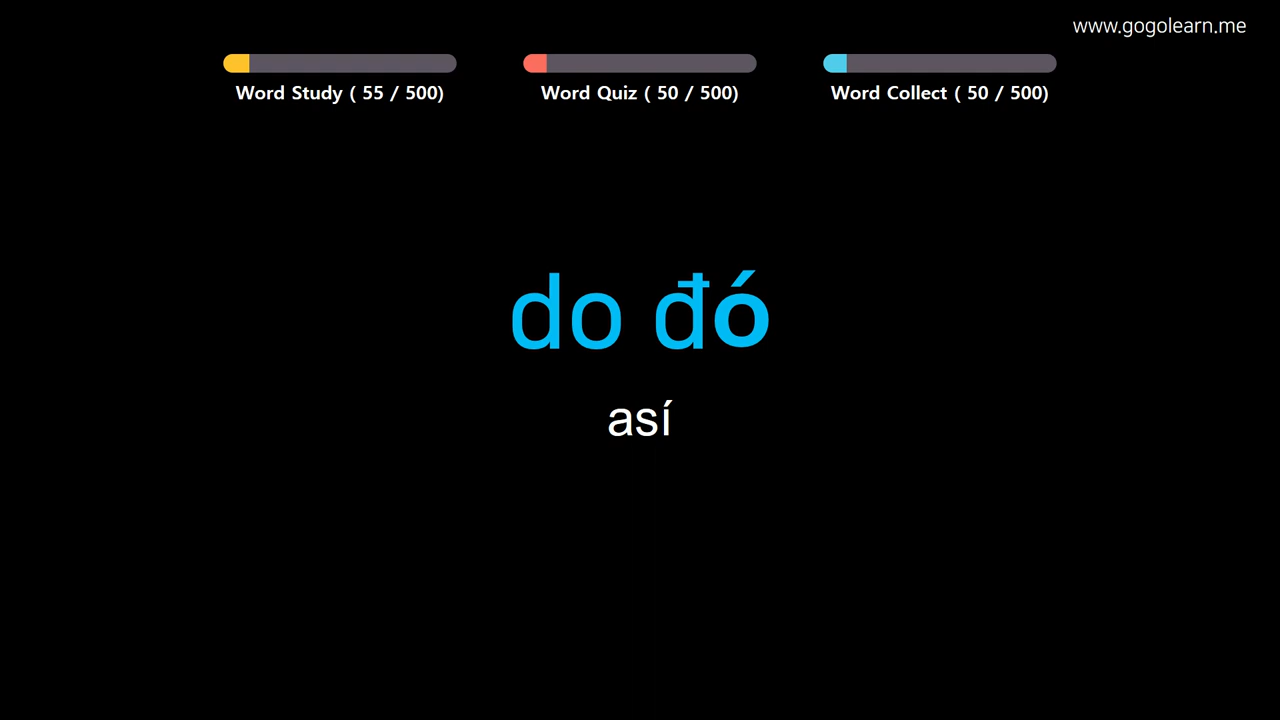 www.gogolearn.me
Word Study ( 55 / 500)
Word Quiz ( 50 / 500)
Word Collect ( 50 / 500)
do đó
así